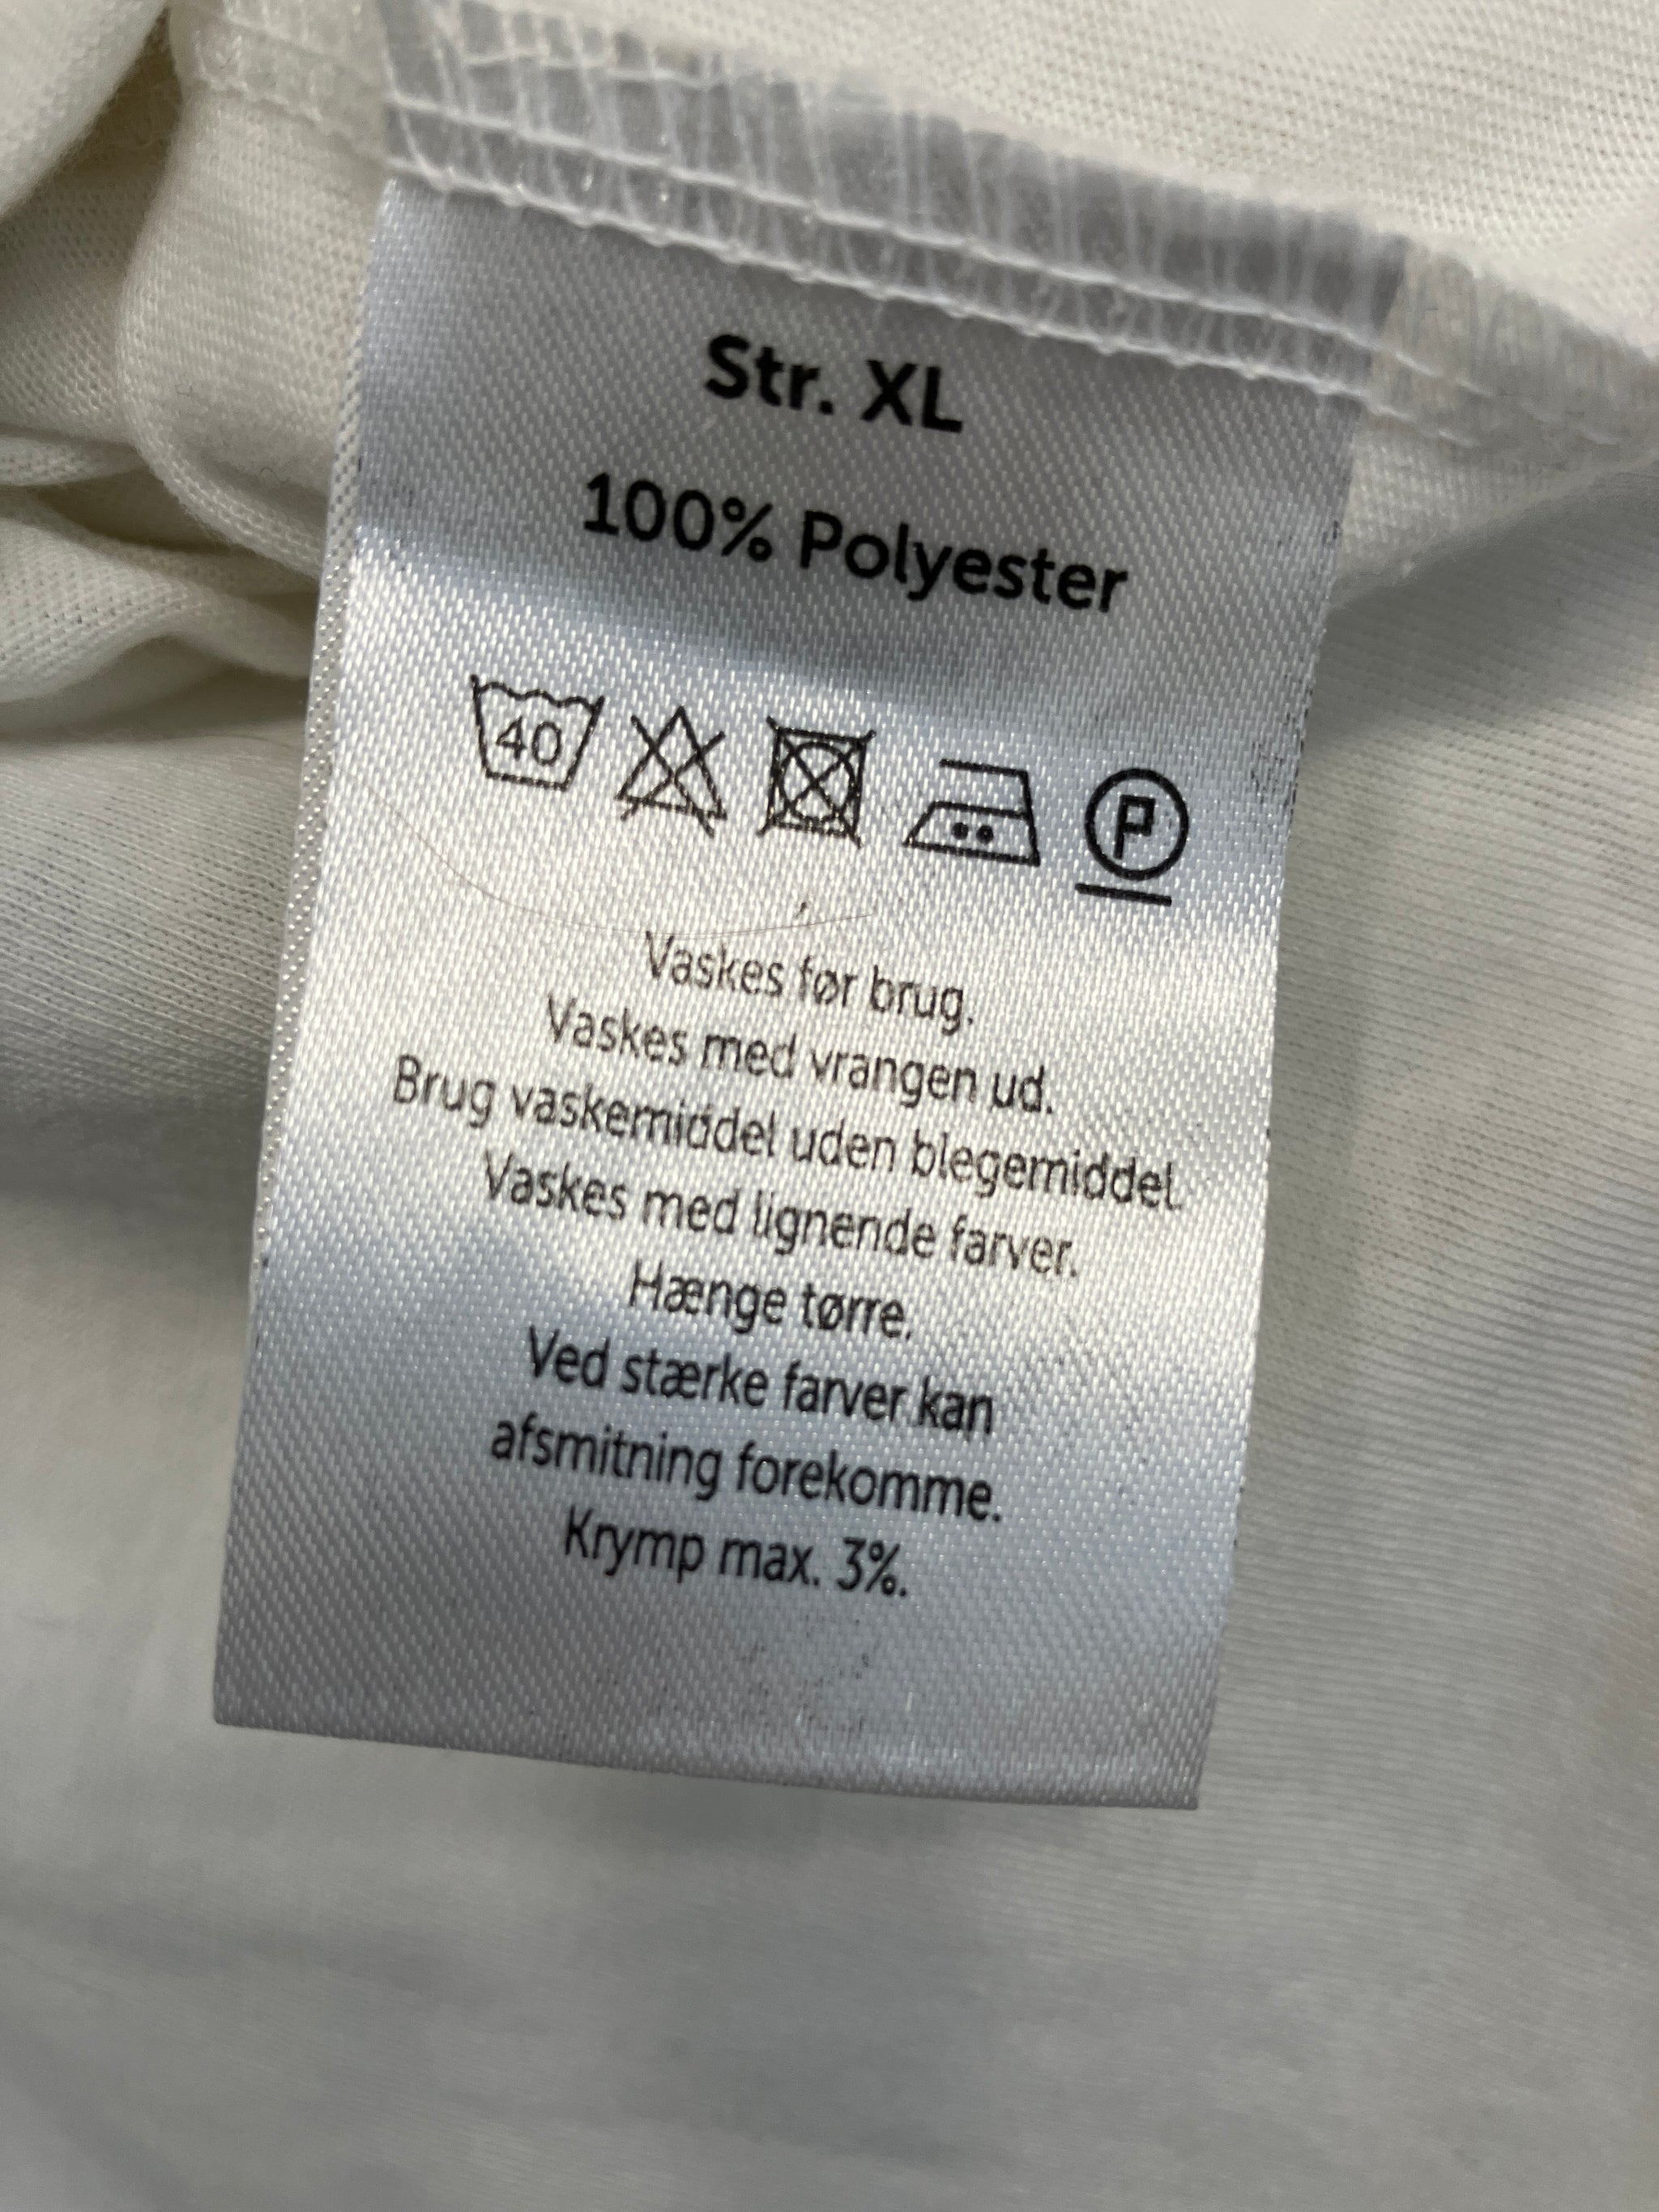 Str. XL
100% Polyester
40 P
Vaskes før brug.
Vaskes med vrangen ud.
Brug vaskemiddel uden blegemiddel.
Vaskes med lignende farver.
Hænge tørre.
Ved stærke farver kan
afsmitning forekomme.
Krymp max. 3%.